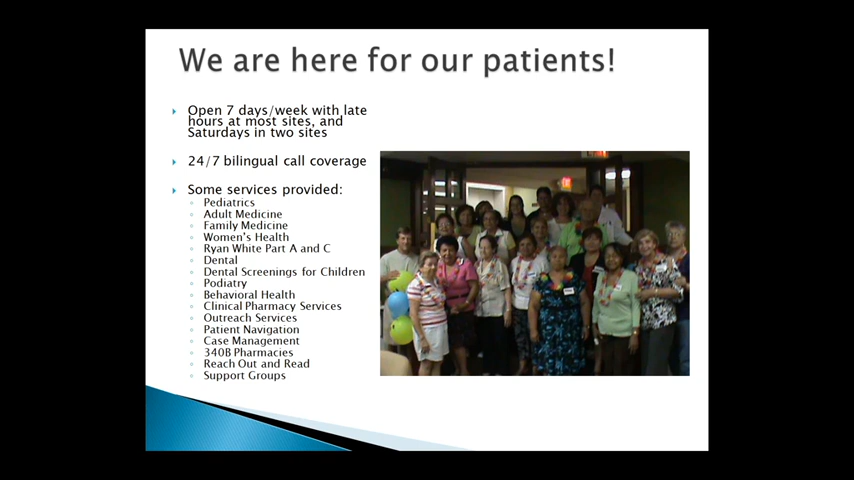 We are here for our patients!
Open 7 days/week with late
hours at most sites, and
Saturdays in two sites
24/7 bilingual call coverage
Some services provided:
Pediatrics
Adult Medicine
Family Medicine
Women's Health
Ryan White Part A and C
Dental
Dental Screenings for Children
Podiatry
Behavioral Health
Clinical Pharmacy Services
Outreach Services
Patient Navigation
Case Management
340B Pharmacies
Reach Out and Read
Support Groups